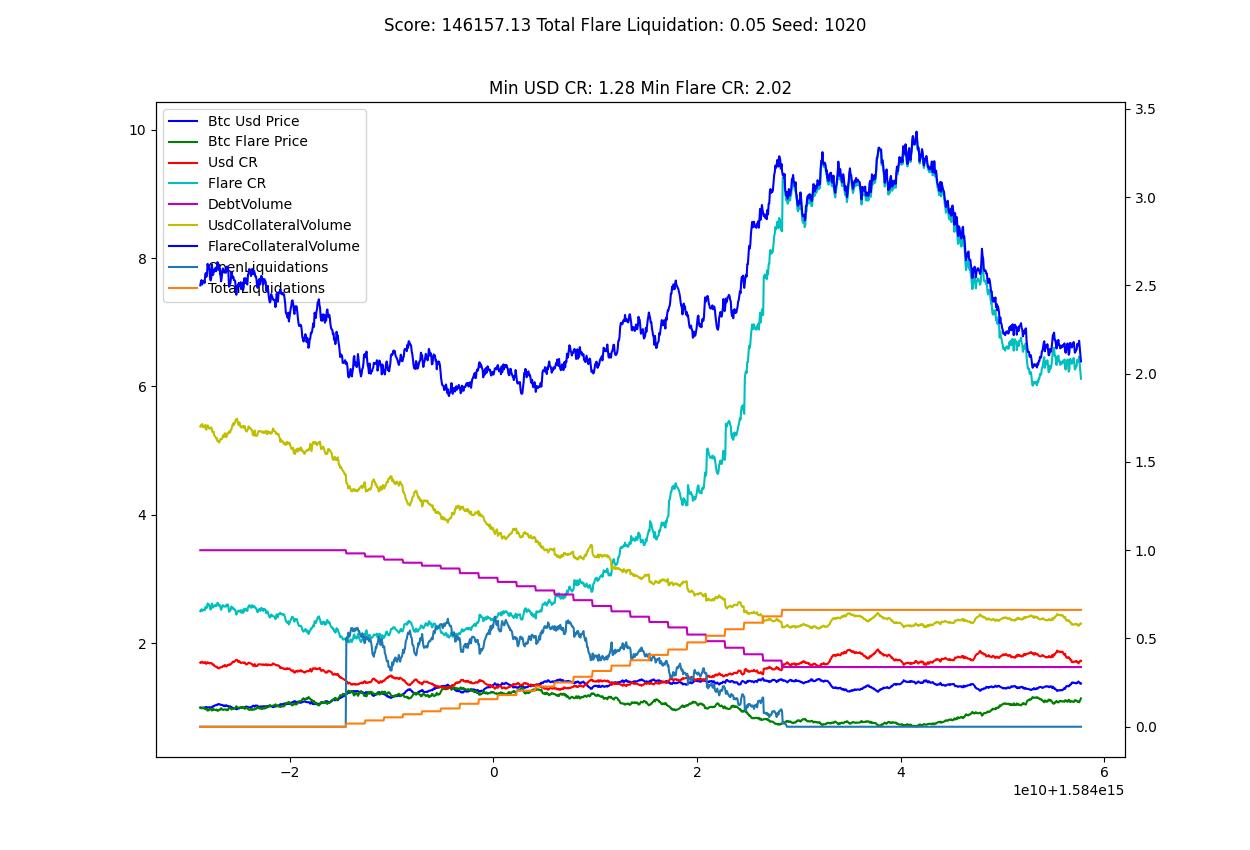 Score: 146157.13 Total Flare Liquidation: 0.05 Seed: 1020
Min USD CR: 1.28 Min Flare CR: 2.02
Btc Usd Price
Btc Flare Price
Usd CR
Flare CR
DebtVolume
UsdCollateralVolume
FlareCollateralVolume
OpenLiquidations
TotalLiquidations
10
8
6
4
2
3.5
3.0
2.5
2.0
1.5
1.0
0.5
0.0
−2
0
2
4
6
1e10+1.584e15